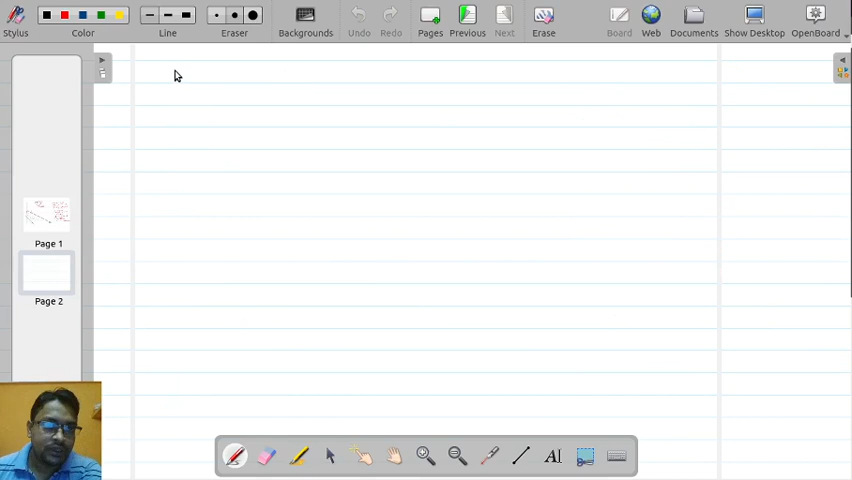 Stylus Color Line Eraser Backgrounds Undo Redo Pages Previous Next Erase Board Web Documents Show Desktop OpenBoard
Page 1
Page 2